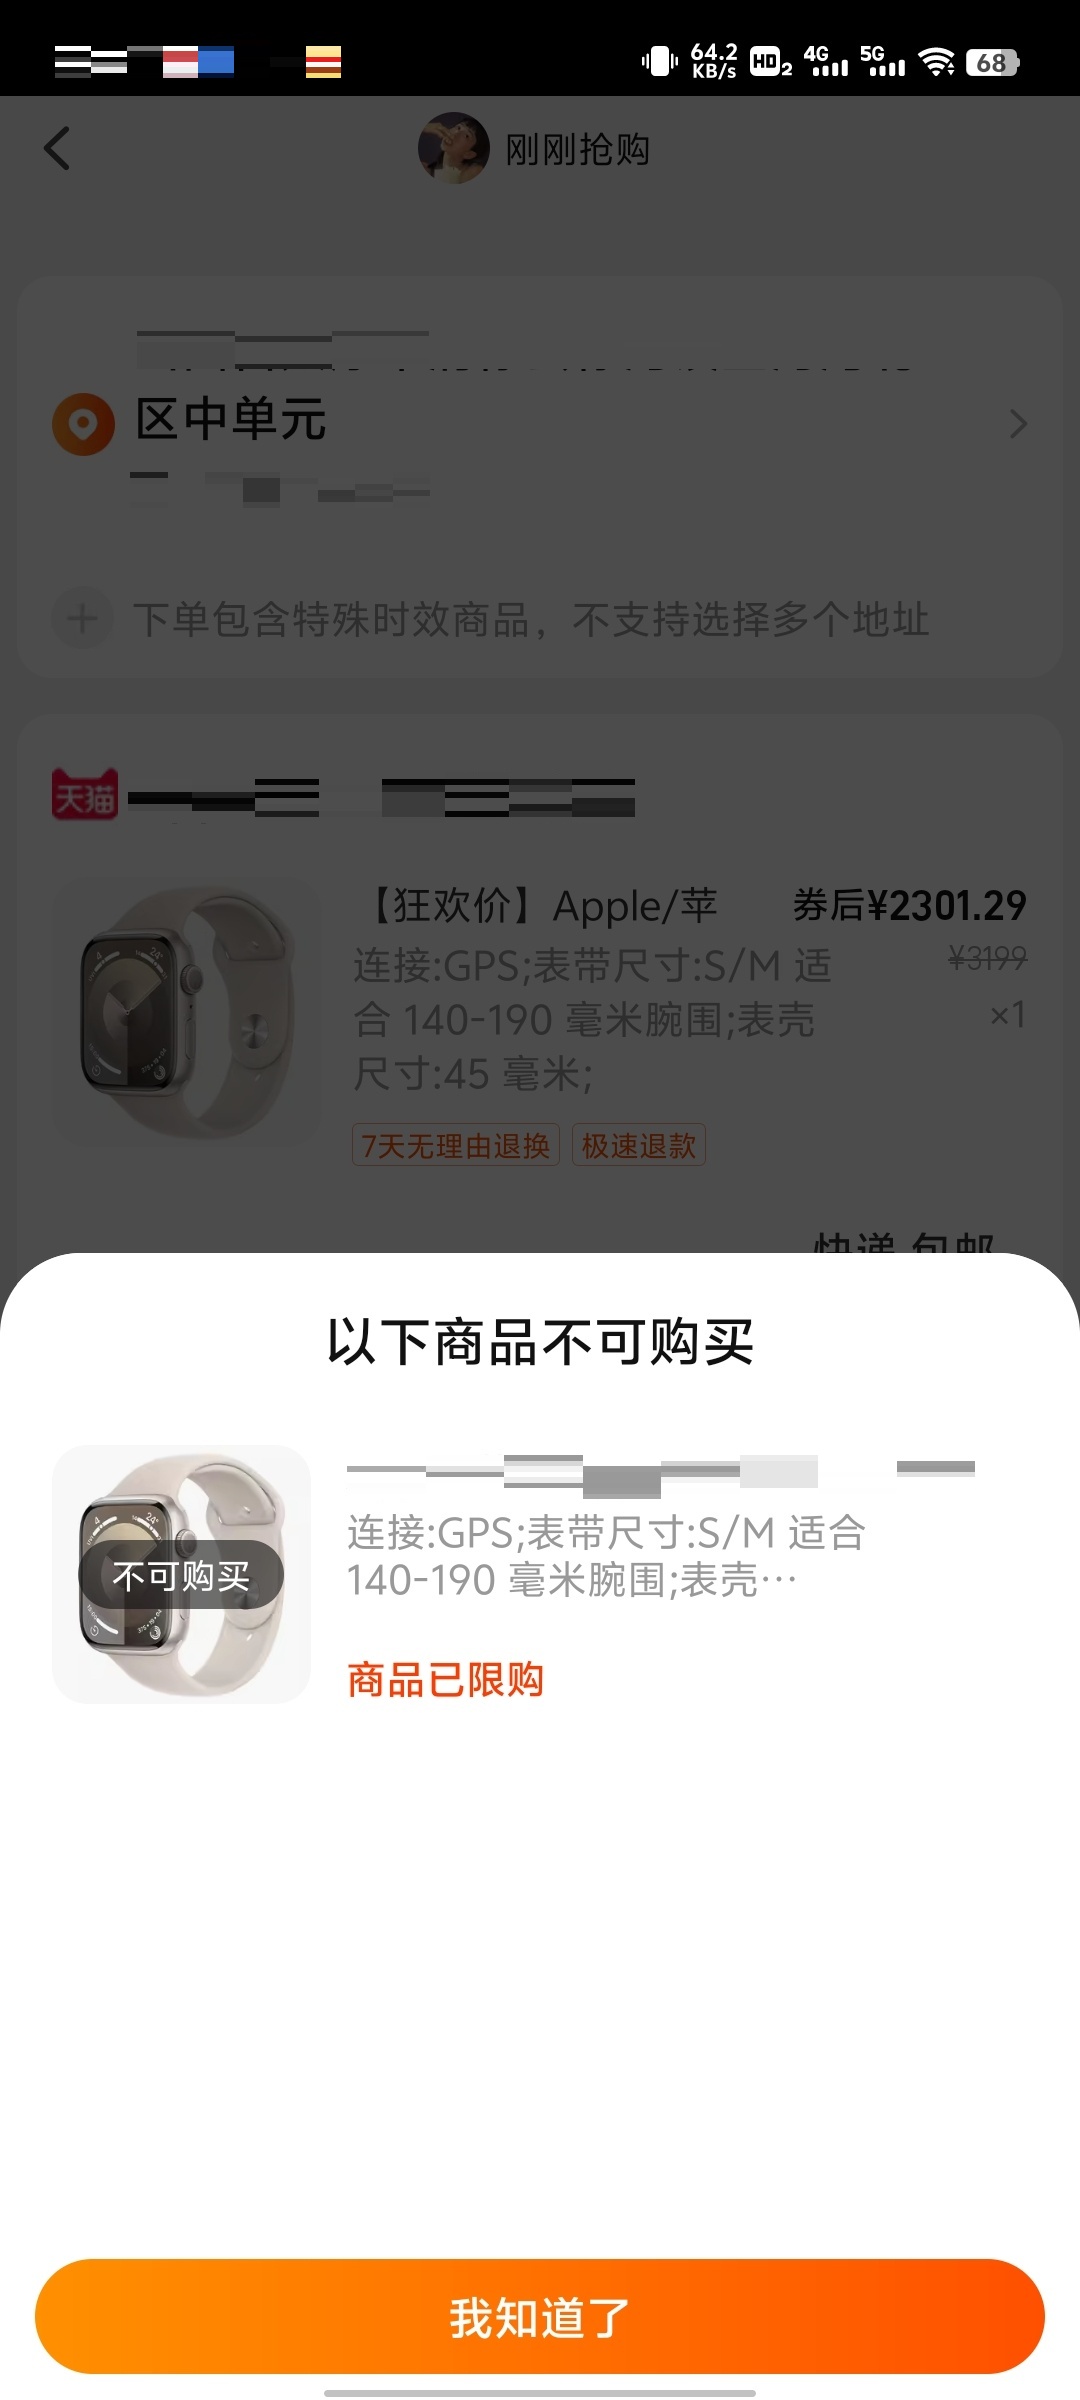 64.2
KB/s
HD2
4G
5G
68
刚刚抢购
区中单元
下单包含特殊时效商品，不支持选择多个地址
天猫
【狂欢价】Apple/苹
券后¥2301.29
连接:GPS;表带尺寸:S/M 适
¥3199
合 140-190 毫米腕围;表壳
×1
尺寸:45 毫米;
7天无理由退换
极速退款
快递 包邮
以下商品不可购买
不可购买
连接:GPS;表带尺寸:S/M 适合
140-190 毫米腕围;表壳…
商品已限购
我知道了